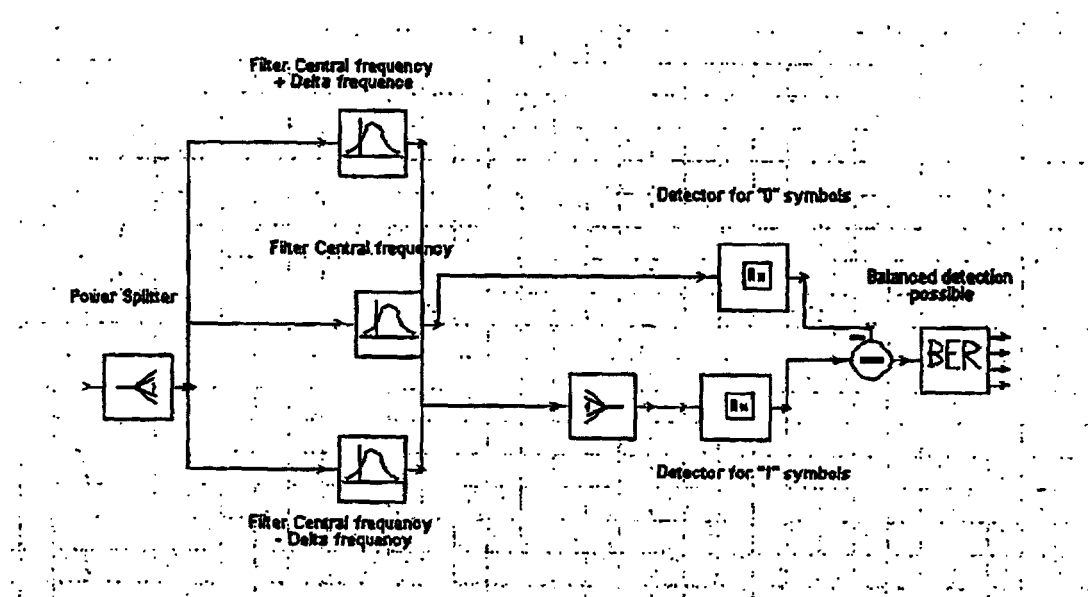 Filter Central frequency
+ Delta frequence
Detector for "0" symbols
Filter Central frequency
Power Splitter
Balanced detection
possible
BER
Detector for "1" symbols
Filter Central frequency
- Delta frequency